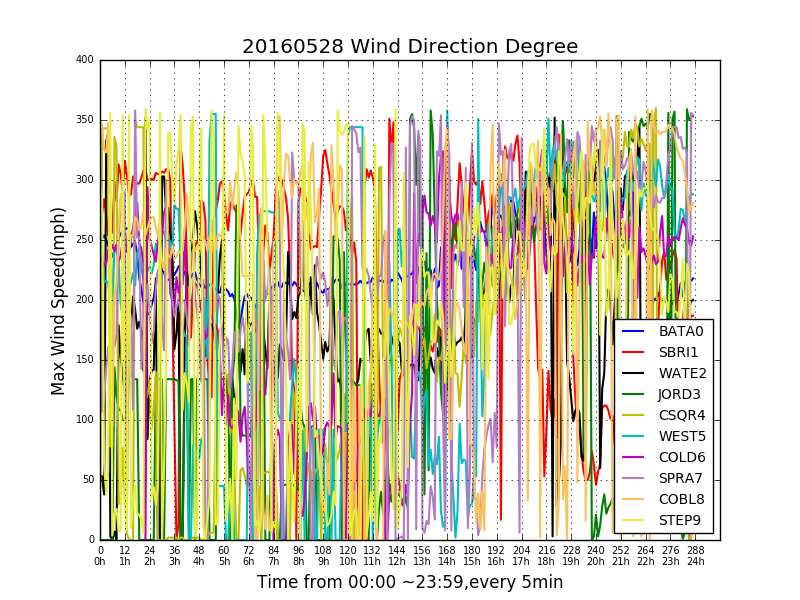 20160528 Wind Direction Degree
Max Wind Speed(mph)
400
350
300
250
200
150
100
50
0
BATA0
SBRI1
WATE2
JORD3
CSQR4
WEST5
COLD6
SPRA7
COBL8
STEP9
0 12 24 36 48 60 72 84 96 108 120 132 144 156 168 180 192 204 216 228 240 252 264 276 288
0h 1h 2h 3h 4h 5h 6h 7h 8h 9h 10h 11h 12h 13h 14h 15h 16h 17h 18h 19h 20h 21h 22h 23h 24h
Time from 00:00 ~23:59,every 5min